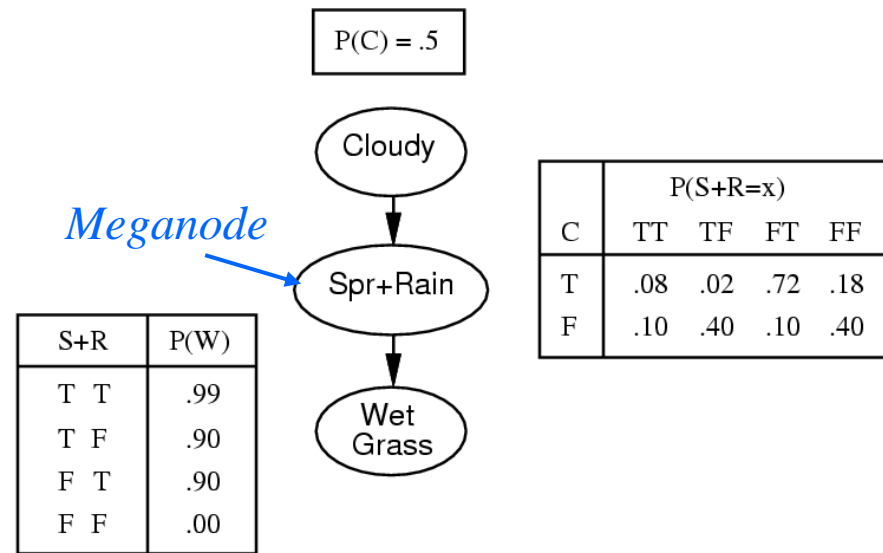 P(C) = .5
Cloudy
Meganode
Spr+Rain
Wet
Grass
P(S+R=x)
C TT TF FT FF
T .08 .02 .72 .18
F .10 .40 .10 .40
S+R P(W)
T T .99
T F .90
F T .90
F F .00